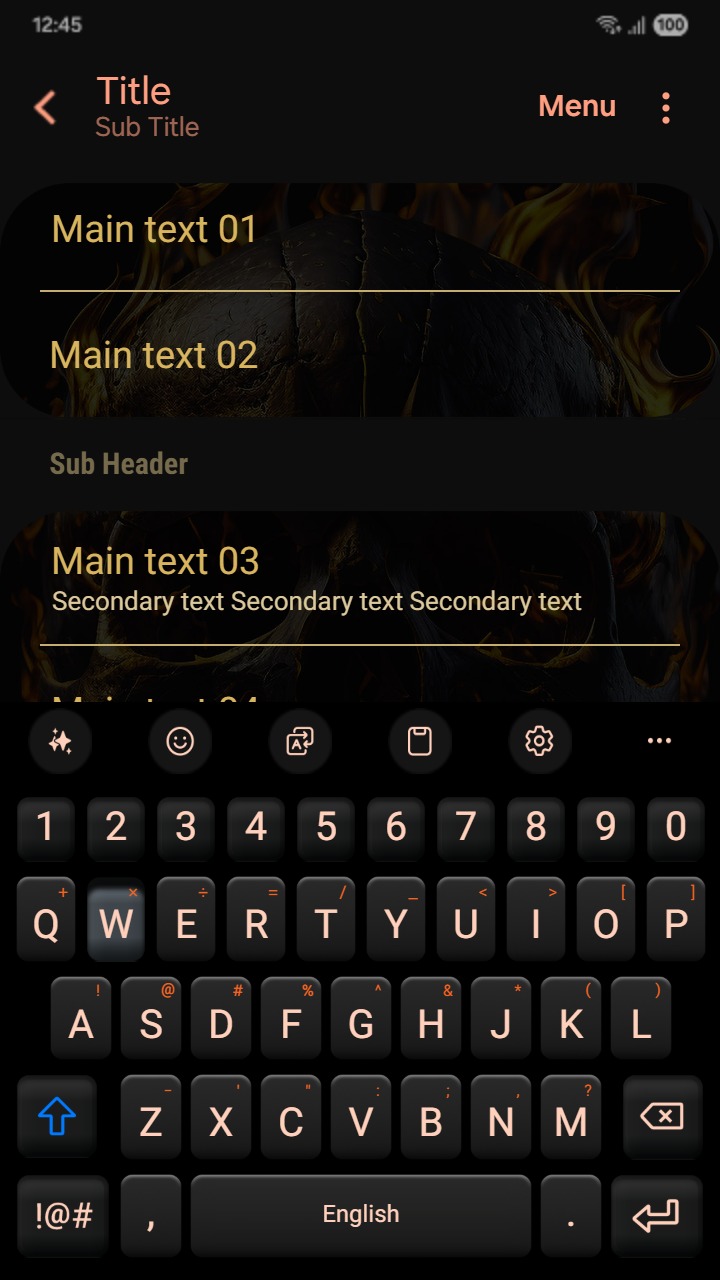 12:45
100
Title
Sub Title
Menu
Main text 01
Main text 02
Sub Header
Main text 03
Secondary text Secondary text Secondary text
1 2 3 4 5 6 7 8 9 0
+ × ÷ = / _ < > [ ]
Q W E R T Y U I O P
! @ # % ^ & * ( )
A S D F G H J K L
- ' " : ; , ?
Z X C V B N M
!@# , English .